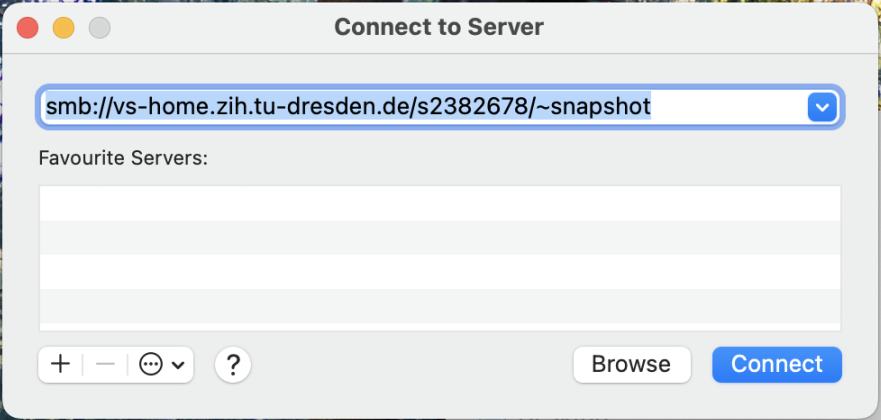 Connect to Server
smb://vs-home.zih.tu-dresden.de/s2382678/~snapshot
Favourite Servers:
?
Browse
Connect